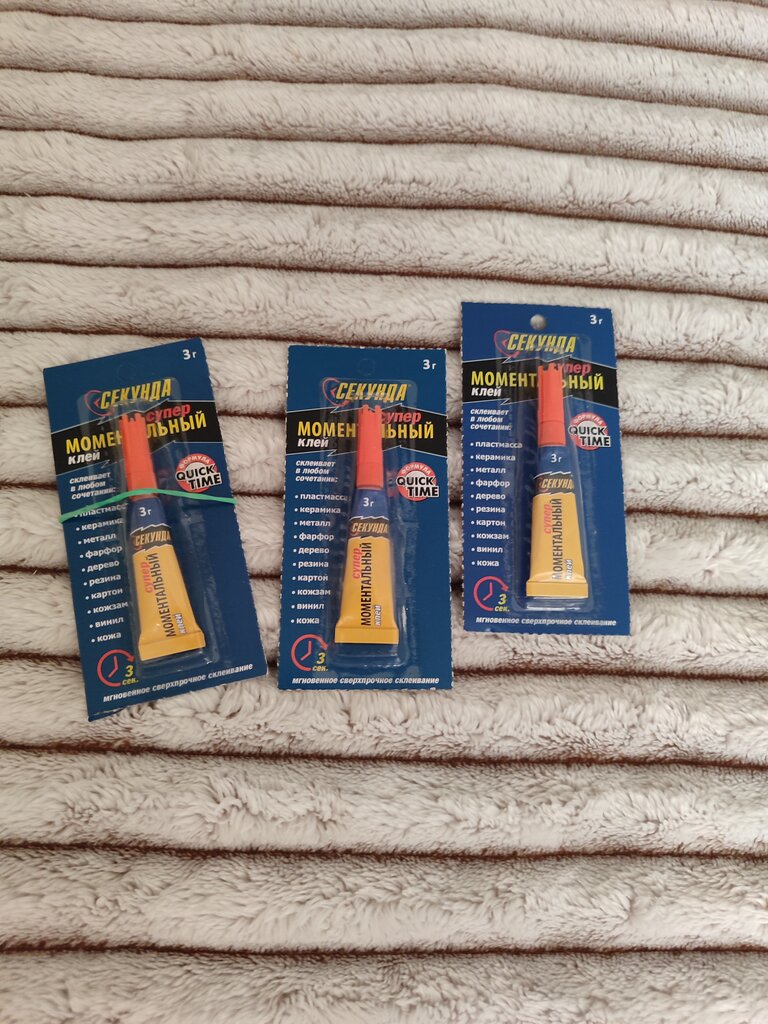 3 г
СЕКУНДА
супер
МОМЕНТАЛЬНЫЙ
клей
склеивает
в любом
сочетании:
ФОРМУЛА
QUICK
TIME
• пластмасса
• керамика
• металл
• фарфор
• дерево
• резина
• картон
• кожзам
• винил
• кожа
3 г
СЕКУНДА
супер
МОМЕНТАЛЬНЫЙ
клей
3
сек.
мгновенное сверхпрочное склеивание
3 г
СЕКУНДА
супер
МОМЕНТАЛЬНЫЙ
клей
склеивает
в любом
сочетании:
ФОРМУЛА
QUICK
TIME
• пластмасса
• керамика
• металл
• фарфор
• дерево
• резина
• картон
• кожзам
• винил
• кожа
3 г
СЕКУНДА
супер
МОМЕНТАЛЬНЫЙ
клей
3
сек.
мгновенное сверхпрочное склеивание
3 г
СЕКУНДА
супер
МОМЕНТАЛЬНЫЙ
клей
склеивает
в любом
сочетании:
ФОРМУЛА
QUICK
TIME
• пластмасса
• керамика
• металл
• фарфор
• дерево
• резина
• картон
• кожзам
• винил
• кожа
3 г
СЕКУНДА
супер
МОМЕНТАЛЬНЫЙ
клей
3
сек.
мгновенное сверхпрочное склеивание